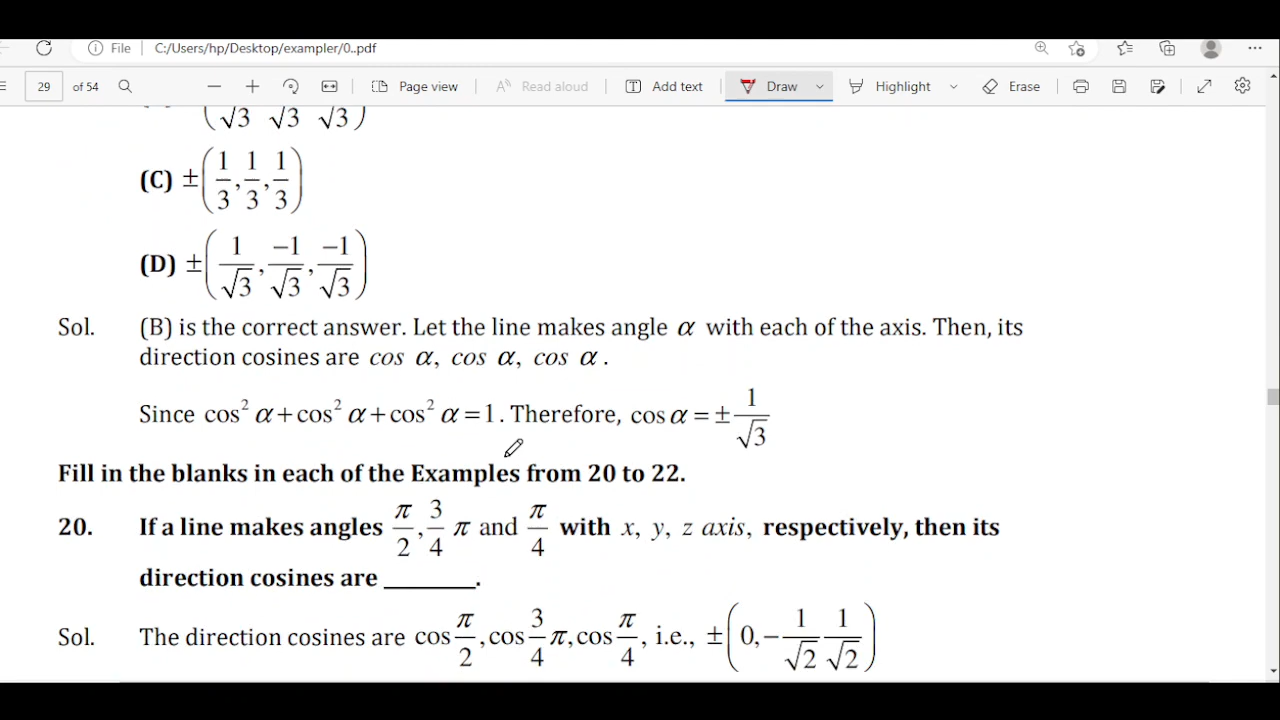 File | C:/Users/hp/Desktop/exampler/0..pdf
29 of 54 Page view Read aloud Add text Draw Highlight Erase
(√3 √3 √3)
(C) ±(1/3, 1/3, 1/3)
(D) ±(1/√3, −1/√3, −1/√3)
Sol. (B) is the correct answer. Let the line makes angle α with each of the axis. Then, its
direction cosines are cos α, cos α, cos α.
Since cos² α + cos² α + cos² α = 1. Therefore, cos α = ± 1/√3
Fill in the blanks in each of the Examples from 20 to 22.
20. If a line makes angles π/2, 3/4 π and π/4 with x, y, z axis, respectively, then its
direction cosines are ________.
Sol. The direction cosines are cos π/2, cos 3/4 π, cos π/4, i.e., ±(0, − 1/√2 1/√2)